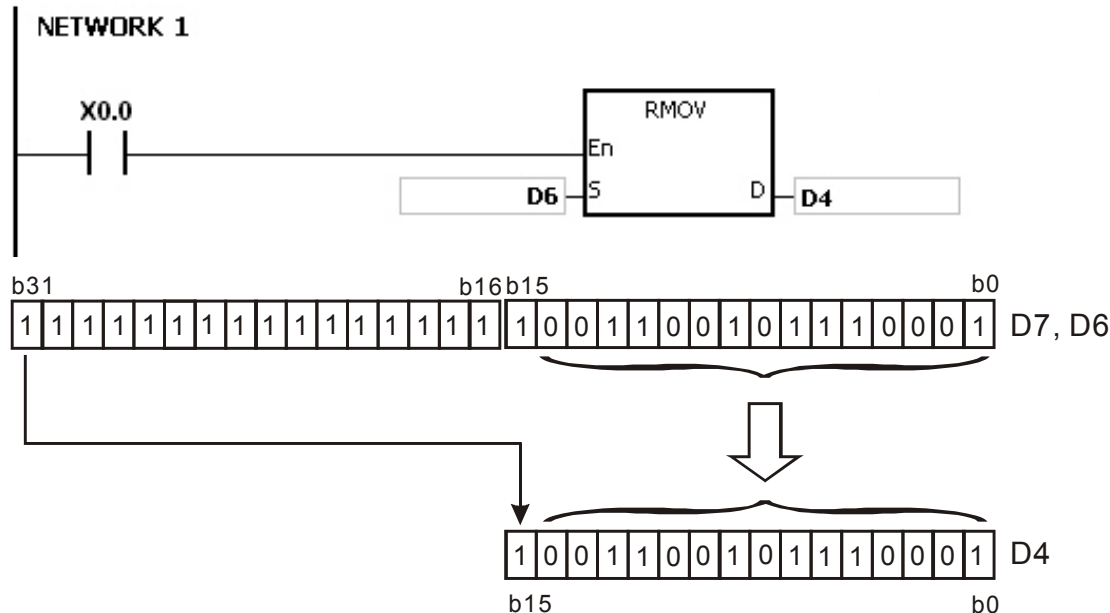 NETWORK 1
X0.0
RMOV
En
D6 S D D4
b31 b16 b15 b0
1 1 1 1 1 1 1 1 1 1 1 1 1 1 1 1 1 0 0 1 1 0 0 1 0 1 1 1 0 0 0 1 D7, D6
1 0 0 1 1 0 0 1 0 1 1 1 0 0 0 1 D4
b15 b0